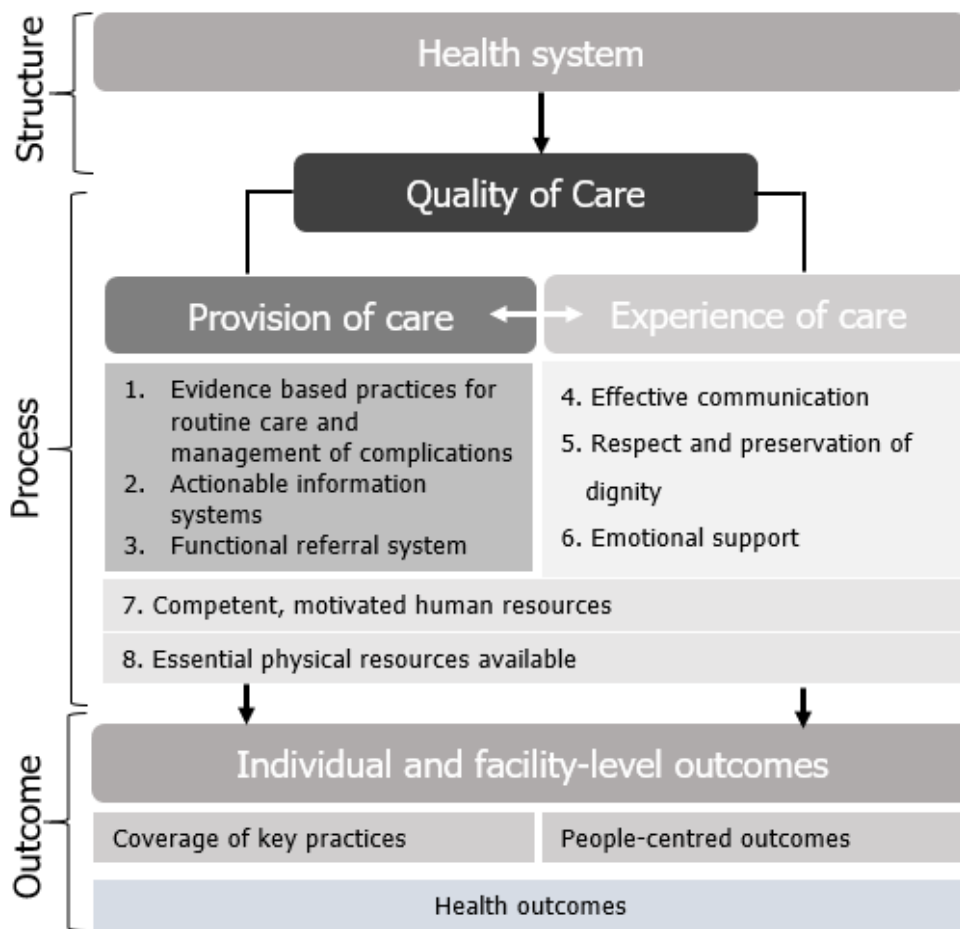 Structure
Health system
Quality of Care
Process
Provision of care
Experience of care
1. Evidence based practices for
routine care and
management of complications
2. Actionable information
systems
3. Functional referral system
4. Effective communication
5. Respect and preservation of
dignity
6. Emotional support
7. Competent, motivated human resources
8. Essential physical resources available
Outcome
Individual and facility-level outcomes
Coverage of key practices
People-centred outcomes
Health outcomes